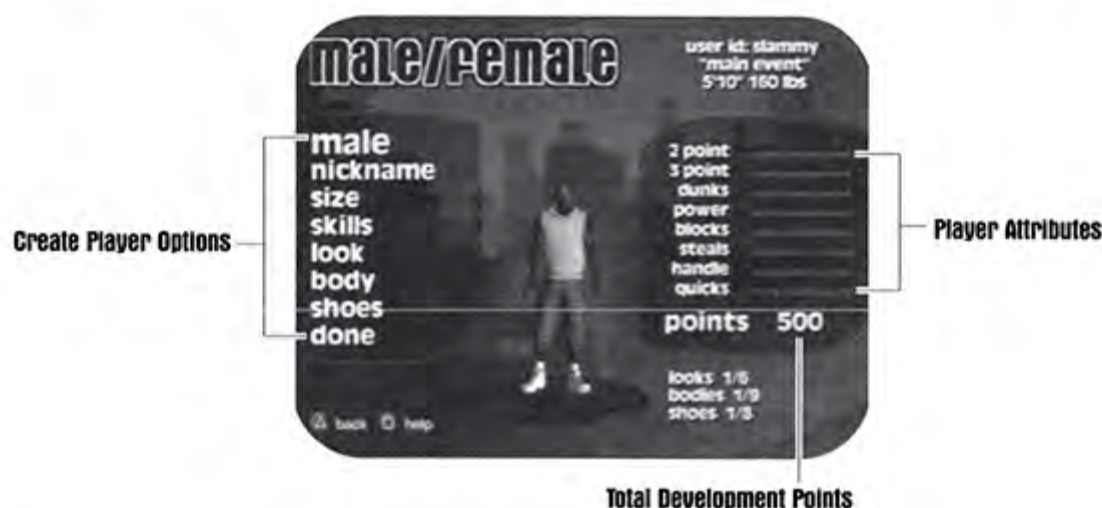 male/female
user id: slammy
"main event"
5'10" 160 lbs
male
nickname
size
skills
look
body
shoes
done
Create Player Options
2 point
3 point
dunks
power
blocks
steals
handle
quicks
Player Attributes
points 500
looks 1/6
bodies 1/9
shoes 1/8
back help
Total Development Points